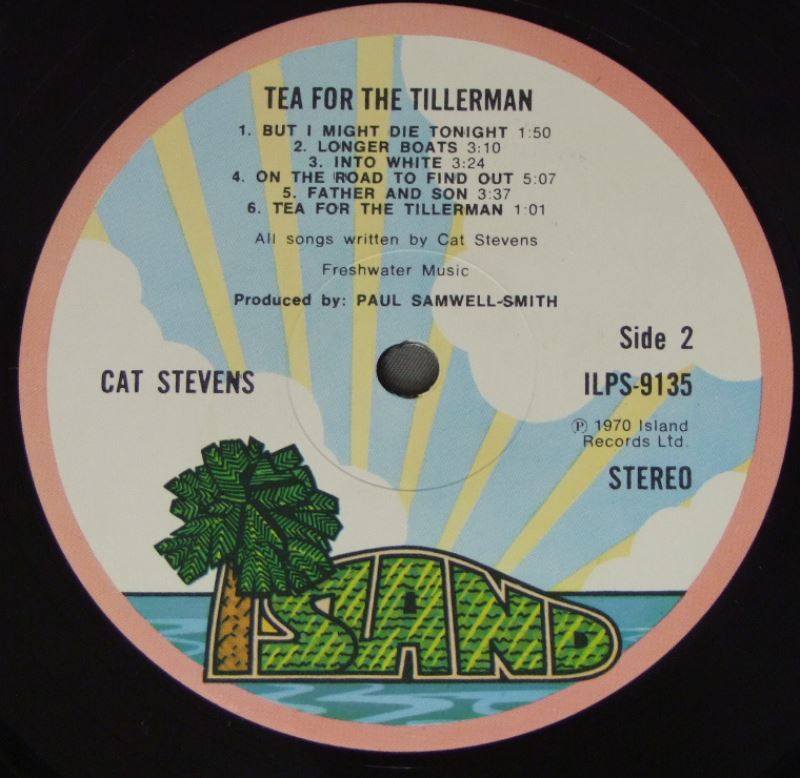 TEA FOR THE TILLERMAN
1. BUT I MIGHT DIE TONIGHT 1:50
2. LONGER BOATS 3:10
3. INTO WHITE 3:24
4. ON THE ROAD TO FIND OUT 5:07
5. FATHER AND SON 3:37
6. TEA FOR THE TILLERMAN 1:01
All songs written by Cat Stevens
Freshwater Music
Produced by: PAUL SAMWELL-SMITH
Side 2
CAT STEVENS
ILPS-9135
Ⓟ 1970 Island
Records Ltd.
STEREO
ISLAND